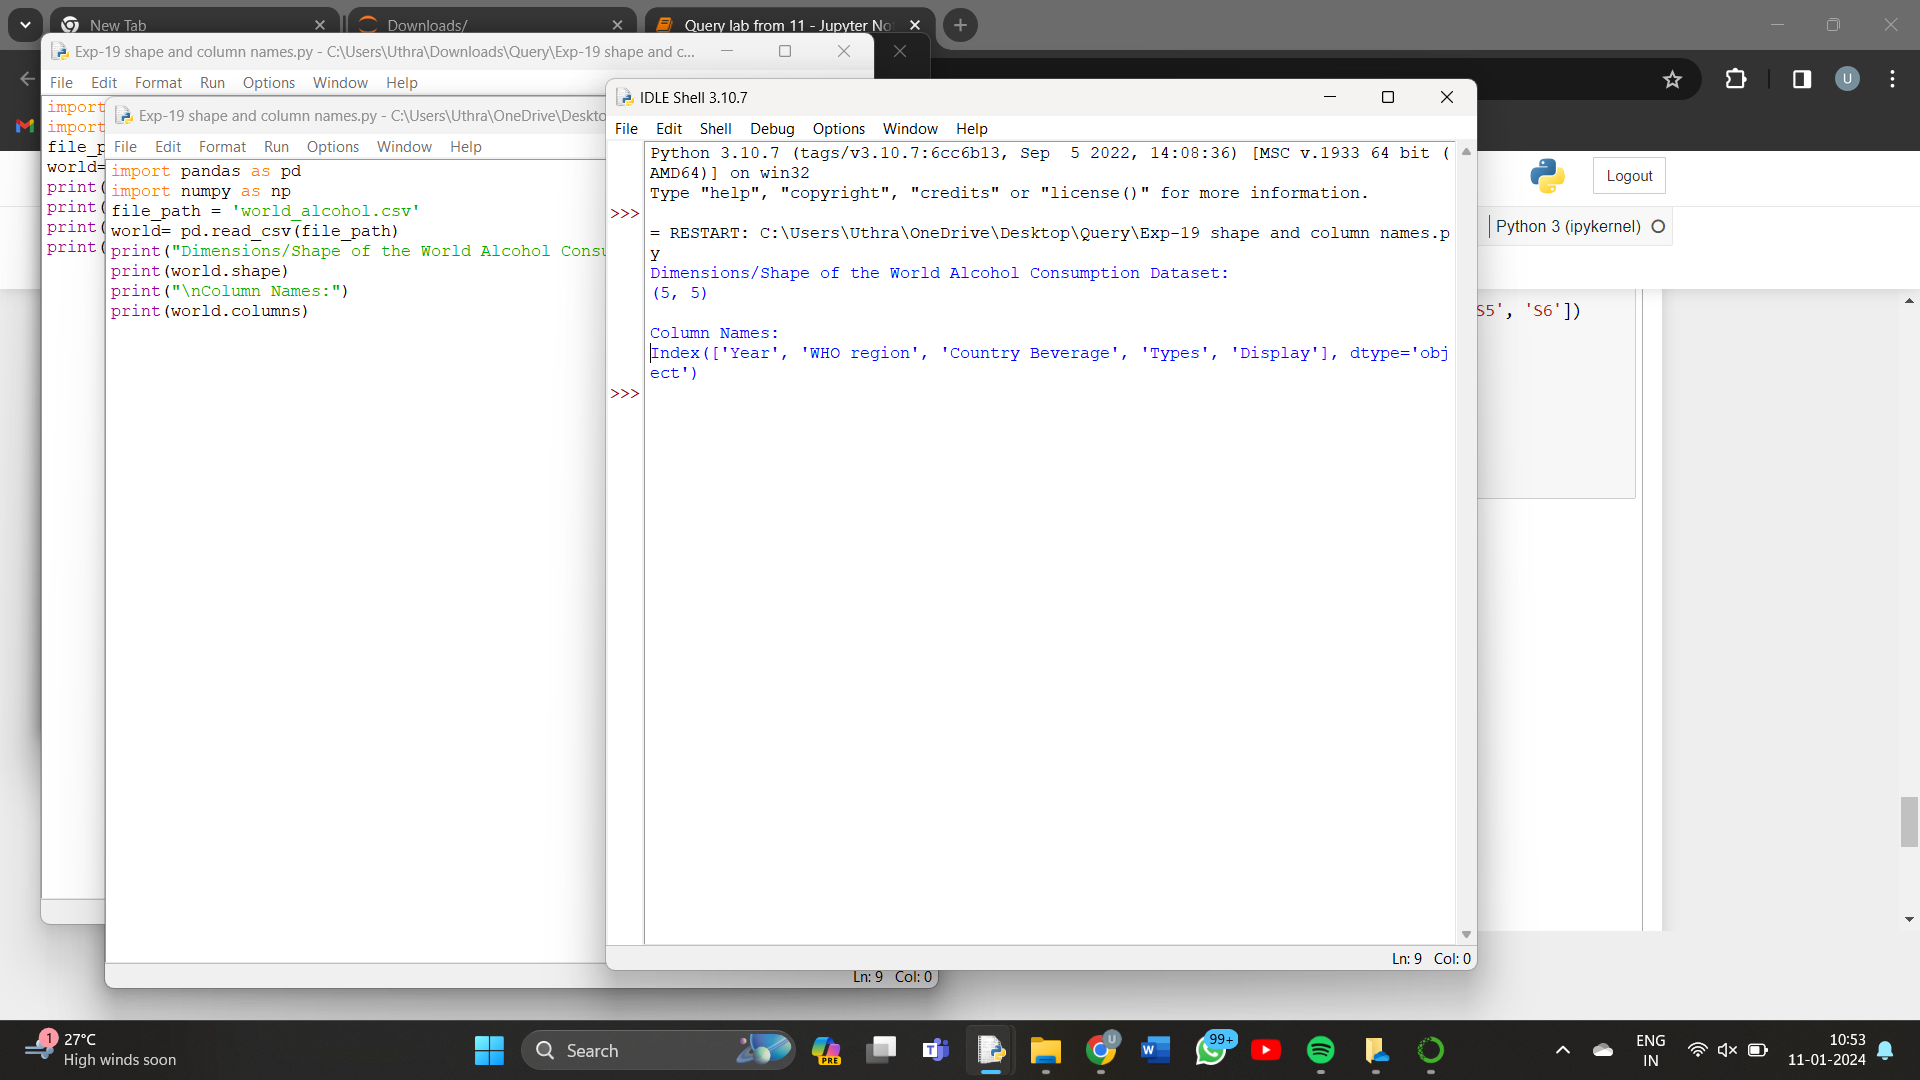 New Tab
Downloads/
Query lab from 11 - Jupyter No
Exp-19 shape and column names.py - C:\Users\Uthra\Downloads\Query\Exp-19 shape and c...
File Edit Format Run Options Window Help
import
import
file_p
world=
print(
print(
print(
print(
Exp-19 shape and column names.py - C:\Users\Uthra\OneDrive\Deskto
File Edit Format Run Options Window Help
import pandas as pd
import numpy as np
file_path = 'world_alcohol.csv'
world= pd.read_csv(file_path)
print("Dimensions/Shape of the World Alcohol Consu
print(world.shape)
print("\nColumn Names:")
print(world.columns)
Ln: 9 Col: 0
IDLE Shell 3.10.7
File Edit Shell Debug Options Window Help
Python 3.10.7 (tags/v3.10.7:6cc6b13, Sep  5 2022, 14:08:36) [MSC v.1933 64 bit (
AMD64)] on win32
Type "help", "copyright", "credits" or "license()" for more information.
>>>
= RESTART: C:\Users\Uthra\OneDrive\Desktop\Query\Exp-19 shape and column names.p
y
Dimensions/Shape of the World Alcohol Consumption Dataset:
(5, 5)
Column Names:
Index(['Year', 'WHO region', 'Country Beverage', 'Types', 'Display'], dtype='obj
ect')
>>>
Ln: 9 Col: 0
U
Logout
Python 3 (ipykernel)
S5', 'S6'])
1
27°C
High winds soon
Search
PRE
U
99+
ENG
IN
10:53
11-01-2024